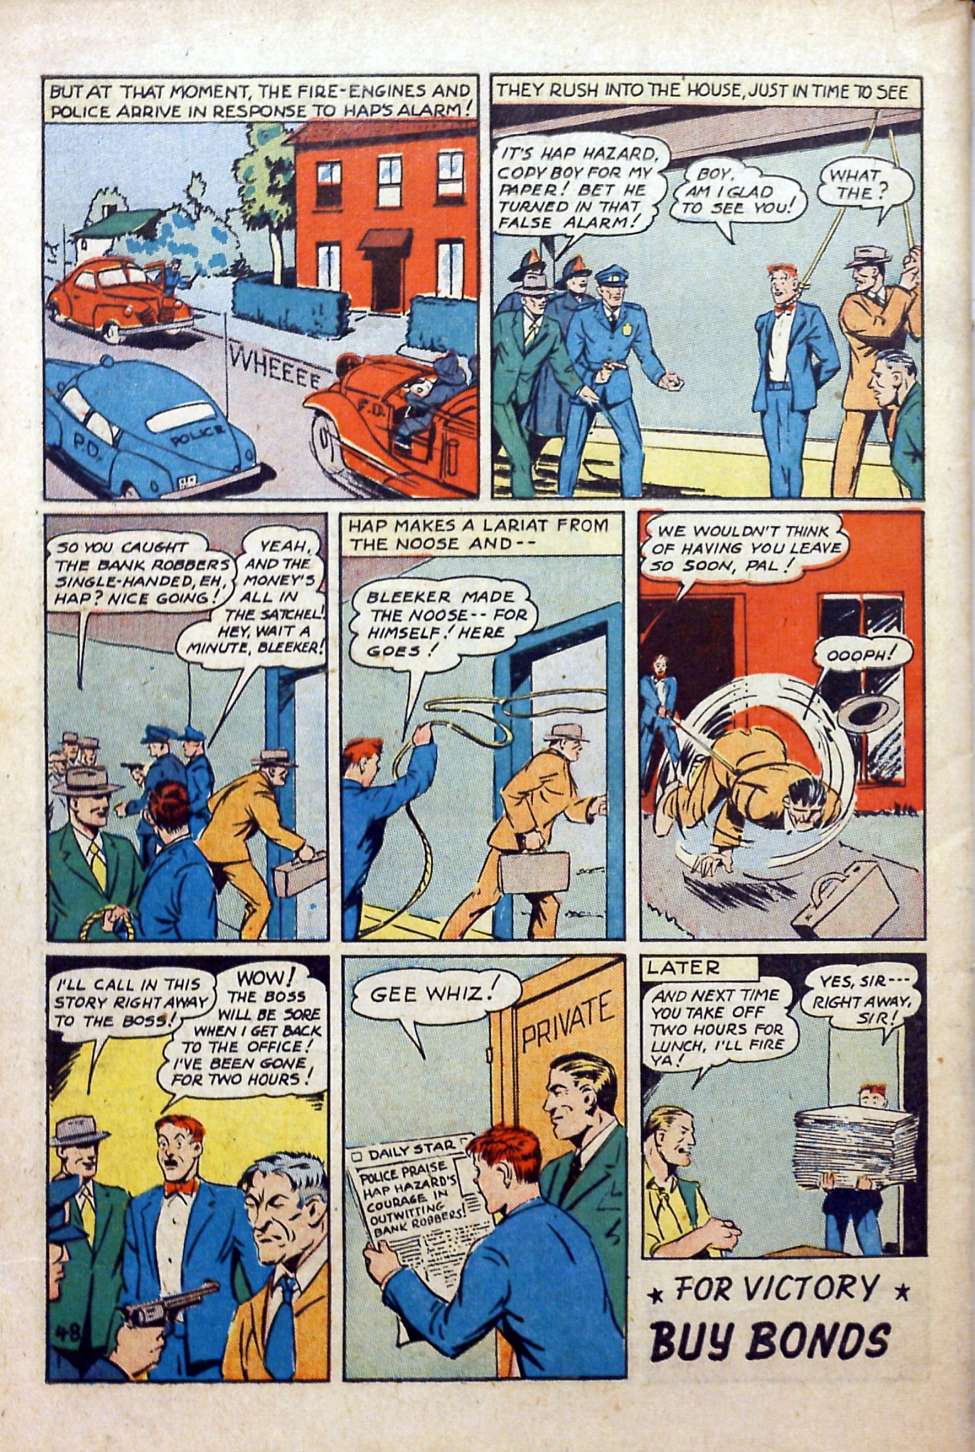 BUT AT THAT MOMENT, THE FIRE-ENGINES AND
POLICE ARRIVE IN RESPONSE TO HAP'S ALARM!
WHEEEE
F.D.
P.D.
POLICE
THEY RUSH INTO THE HOUSE, JUST IN TIME TO SEE
IT'S HAP HAZARD,
COPY BOY FOR MY
PAPER! BET HE
TURNED IN THAT
FALSE ALARM!
BOY,
AM I GLAD
TO SEE YOU!
WHAT
THE?
SO YOU CAUGHT
THE BANK ROBBERS
SINGLE-HANDED, EH,
HAP? NICE GOING!
YEAH,
AND THE
MONEY'S
ALL IN
THE SATCHEL!
HEY, WAIT A
MINUTE, BLEEKER!
HAP MAKES A LARIAT FROM
THE NOOSE AND--
BLEEKER MADE
THE NOOSE-- FOR
HIMSELF! HERE
GOES!
WE WOULDN'T THINK
OF HAVING YOU LEAVE
SO SOON, PAL!
OOOPH!
I'LL CALL IN THIS
STORY RIGHT AWAY
TO THE BOSS!
WOW!
THE BOSS
WILL BE SORE
WHEN I GET BACK
TO THE OFFICE!
I'VE BEEN GONE
FOR TWO HOURS!
48
GEE WHIZ!
PRIVATE
DAILY STAR
POLICE PRAISE
HAP HAZARD'S
COURAGE IN
OUTWITTING
BANK ROBBERS!
LATER
AND NEXT TIME
YOU TAKE OFF
TWO HOURS FOR
LUNCH, I'LL FIRE
YA!
YES, SIR---
RIGHT AWAY,
SIR!
★ FOR VICTORY ★
BUY BONDS